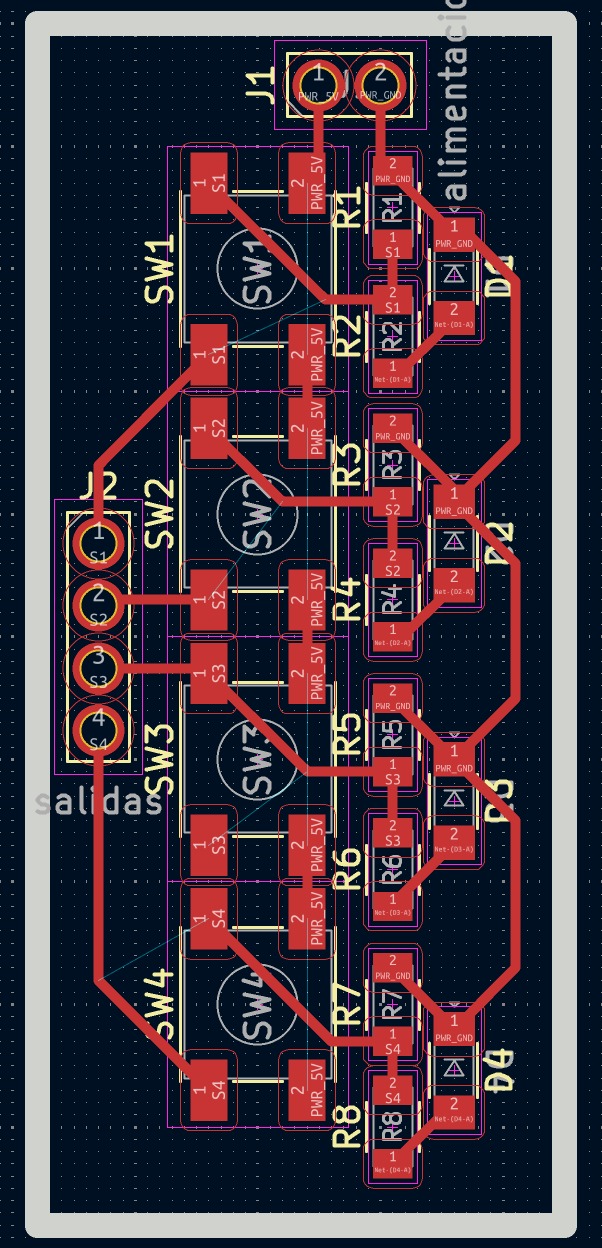 alimentacio
J1
1
PWR_5V
2
PWR_GND
1
S1
2
PWR_5V
SW1
SW1
1
S1
2
PWR_5V
R1
2
PWR_GND
R1
1
S1
R2
2
S1
R2
1
Net-(D1-A)
1
PWR_GND
2
Net-(D1-A)
D1
J2
1
S1
2
S2
3
S3
4
S4
salidas
1
S2
2
PWR_5V
SW2
SW2
1
S2
2
PWR_5V
R3
2
PWR_GND
R3
1
S2
R4
2
S2
R4
1
Net-(D2-A)
1
PWR_GND
2
Net-(D2-A)
D2
1
S3
2
PWR_5V
SW3
SW3
1
S3
2
PWR_5V
R5
2
PWR_GND
R5
1
S3
R6
2
S3
R6
1
Net-(D3-A)
1
PWR_GND
2
Net-(D3-A)
D3
1
S4
2
PWR_5V
SW4
SW4
1
S4
2
PWR_5V
R7
2
PWR_GND
R7
1
S4
R8
2
S4
R8
1
Net-(D4-A)
1
PWR_GND
2
Net-(D4-A)
D4